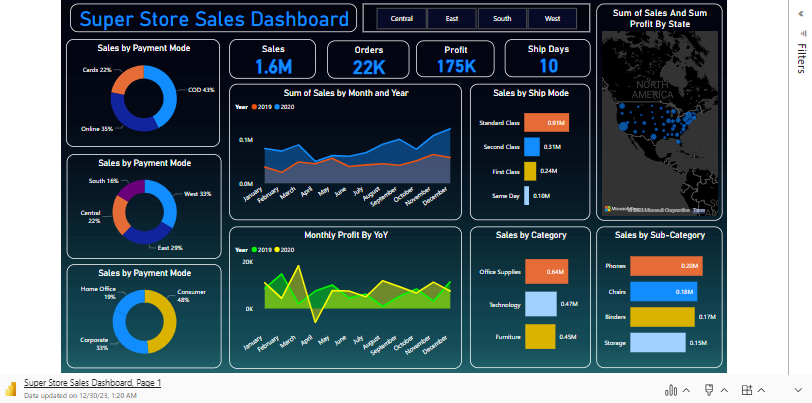 Super Store Sales Dashboard
Central
East
South
West
Sum of Sales And Sum
Profit By State
Filters
Sales by Payment Mode
Cards 22%
COD 43%
Online 35%
Sales
1.6M
Orders
22K
Profit
175K
Ship Days
10
NORTH
AMERICA
Sum of Sales by Month and Year
Year 2019 2020
0.1M
0.0M
January
February
March
April
May
June
July
August
September
October
November
December
Sales by Ship Mode
Standard Class
0.91M
Second Class
0.31M
First Class
0.24M
Same Day
0.10M
© 2023 Microsoft Corporation Terms
Sales by Payment Mode
South 16%
West 33%
Central
22%
East 29%
Monthly Profit By YoY
Year 2019 2020
20K
0K
January
February
March
April
May
June
July
August
September
October
November
December
Sales by Category
Office Supplies
0.64M
Technology
0.47M
Furniture
0.45M
Sales by Sub-Category
Phones
0.20M
Chairs
0.18M
Binders
0.17M
Storage
0.15M
Sales by Payment Mode
Home Office
19%
Consumer
48%
Corporate
33%
Super Store Sales Dashboard, Page 1
Data updated on 12/30/23, 1:20 AM